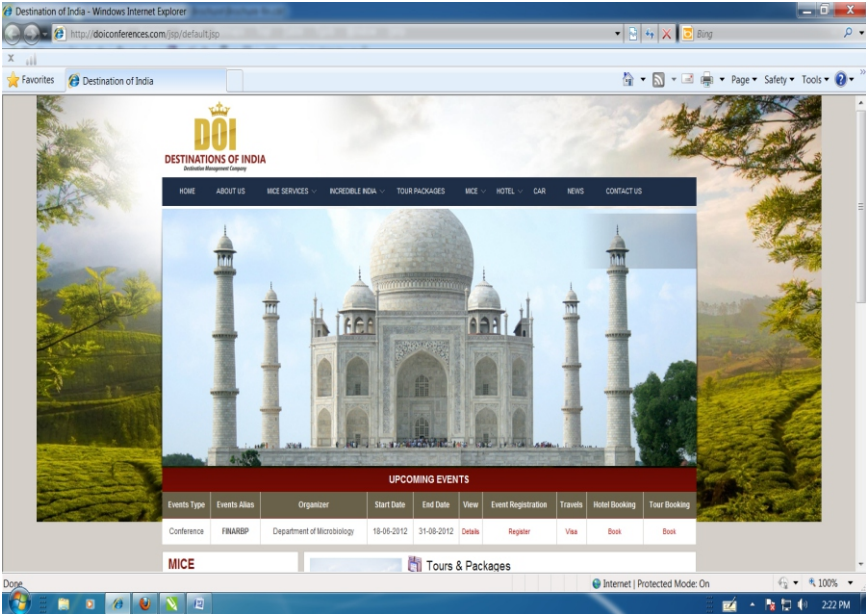 Destination of India - Windows Internet Explorer
http://doiconferences.com/jsp/default.jsp
Bing
X
Favorites
Destination of India
Page
Safety
Tools
DOI
DESTINATIONS OF INDIA
Destination Management Company
HOME
ABOUT US
MICE SERVICES
INCREDIBLE INDIA
TOUR PACKAGES
MICE
HOTEL
CAR
NEWS
CONTACT US
UPCOMING EVENTS
Events Type Events Alias Organizer Start Date End Date View Event Registration Travels Hotel Booking Tour Booking
Conference FINARBP Department of Microbiology 18-06-2012 31-08-2012 Details Register Visa Book Book
MICE
Tours & Packages
Done
Internet | Protected Mode: On
100%
2:22 PM